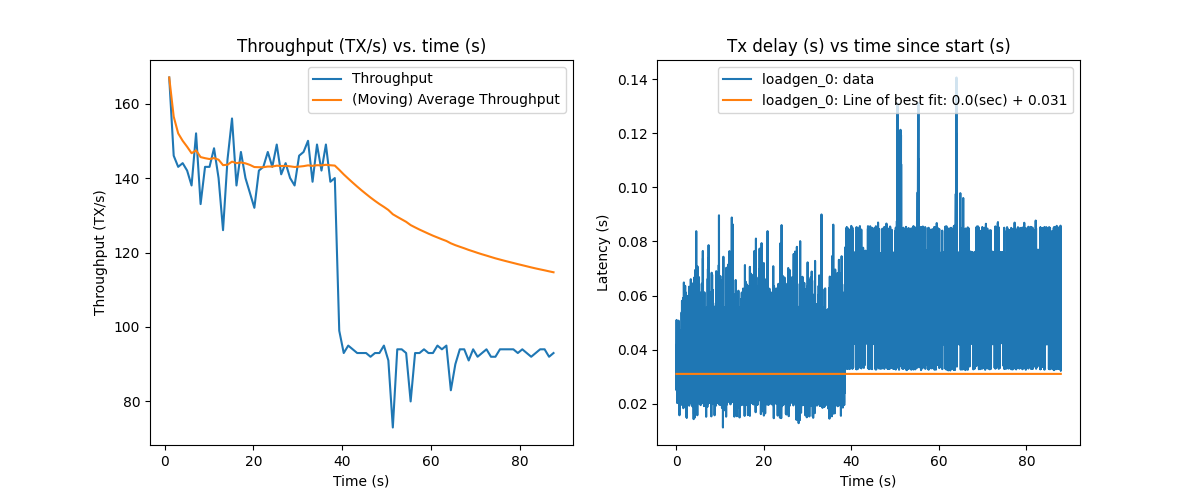 Throughput (TX/s) vs. time (s)
Throughput
(Moving) Average Throughput
160
140
120
100
80
Throughput (TX/s)
0
20
40
60
80
Time (s)
Tx delay (s) vs time since start (s)
loadgen_0: data
loadgen_0: Line of best fit: 0.0(sec) + 0.031
0.14
0.12
0.10
0.08
0.06
0.04
0.02
Latency (s)
0
20
40
60
80
Time (s)